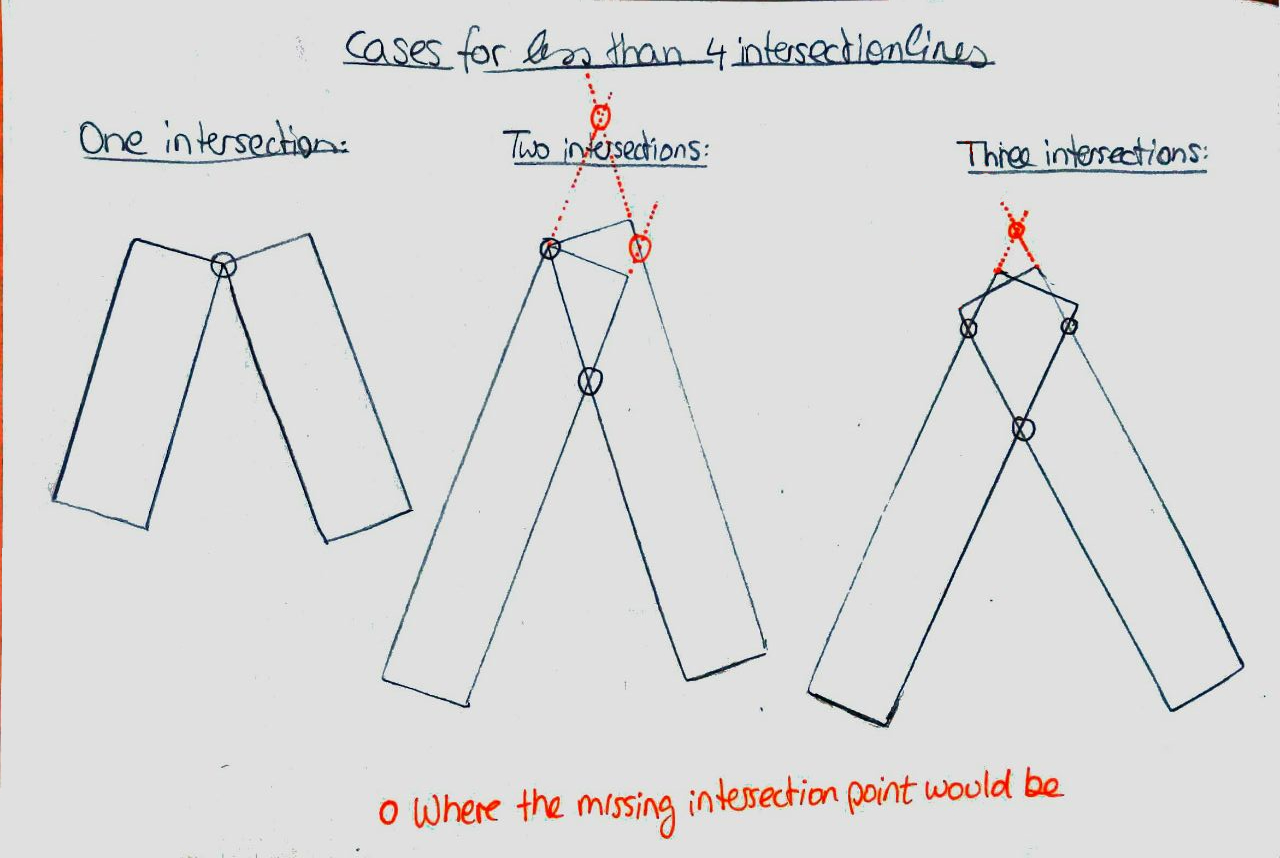 Cases for less than 4 intersectionlines
One intersection:
Two intersections:
Three intersections:
O Where the missing intersection point would be